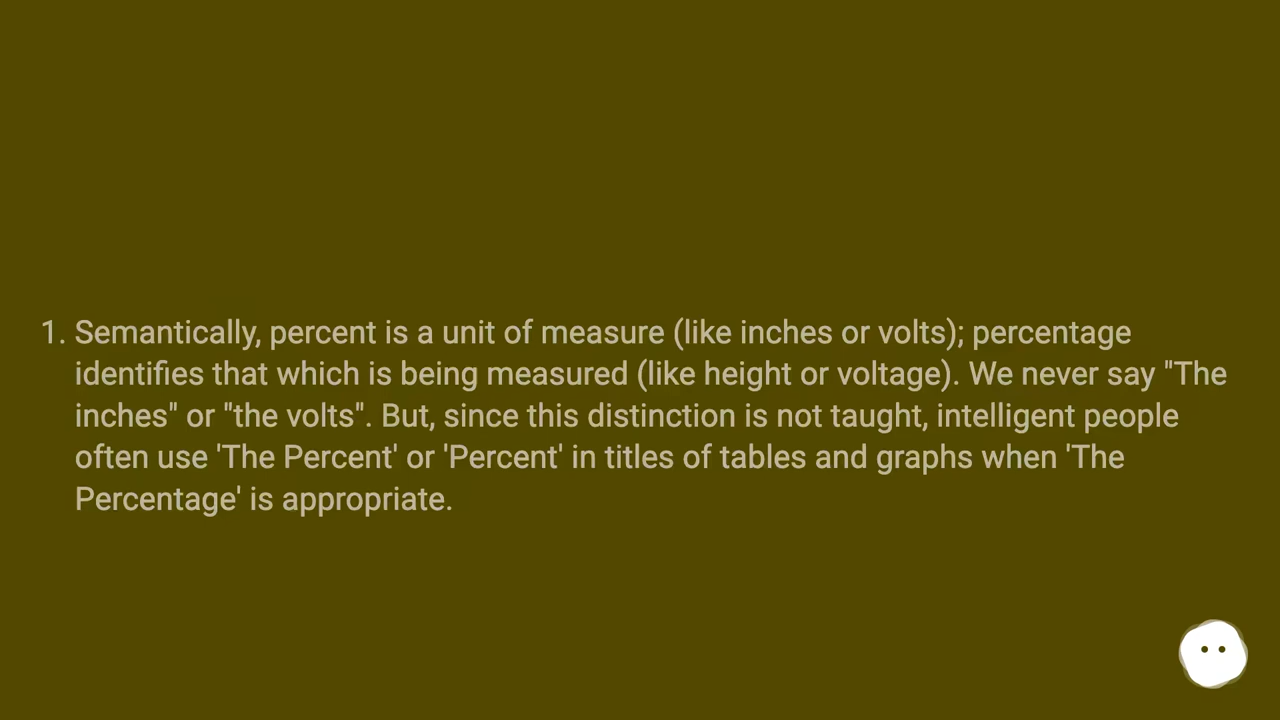 1. Semantically, percent is a unit of measure (like inches or volts); percentage
identifies that which is being measured (like height or voltage). We never say "The
inches" or "the volts". But, since this distinction is not taught, intelligent people
often use 'The Percent' or 'Percent' in titles of tables and graphs when 'The
Percentage' is appropriate.